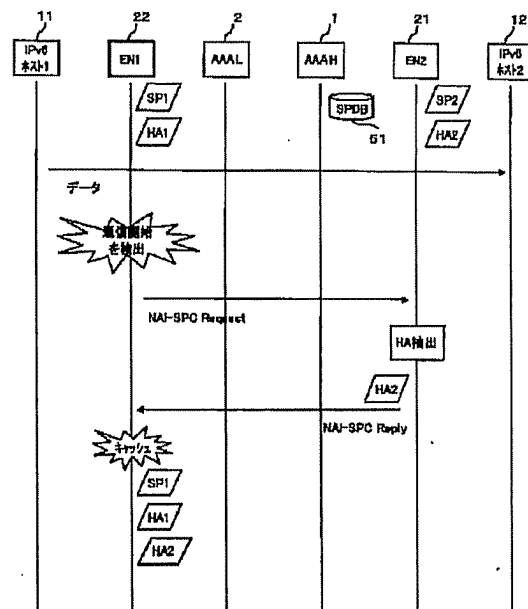 11
22
2
1
21
12
IPv6
ホスト1
EN1
AAAL
AAAH
EN2
IPv6
ホスト2
SP1
SPDB
SP2
HA1
51
HA2
データ
通信開始
を検出
NAI-SPC Request
HA抽出
HA2
NAI-SPC Reply
キャッシュ
SP1
HA1
HA2